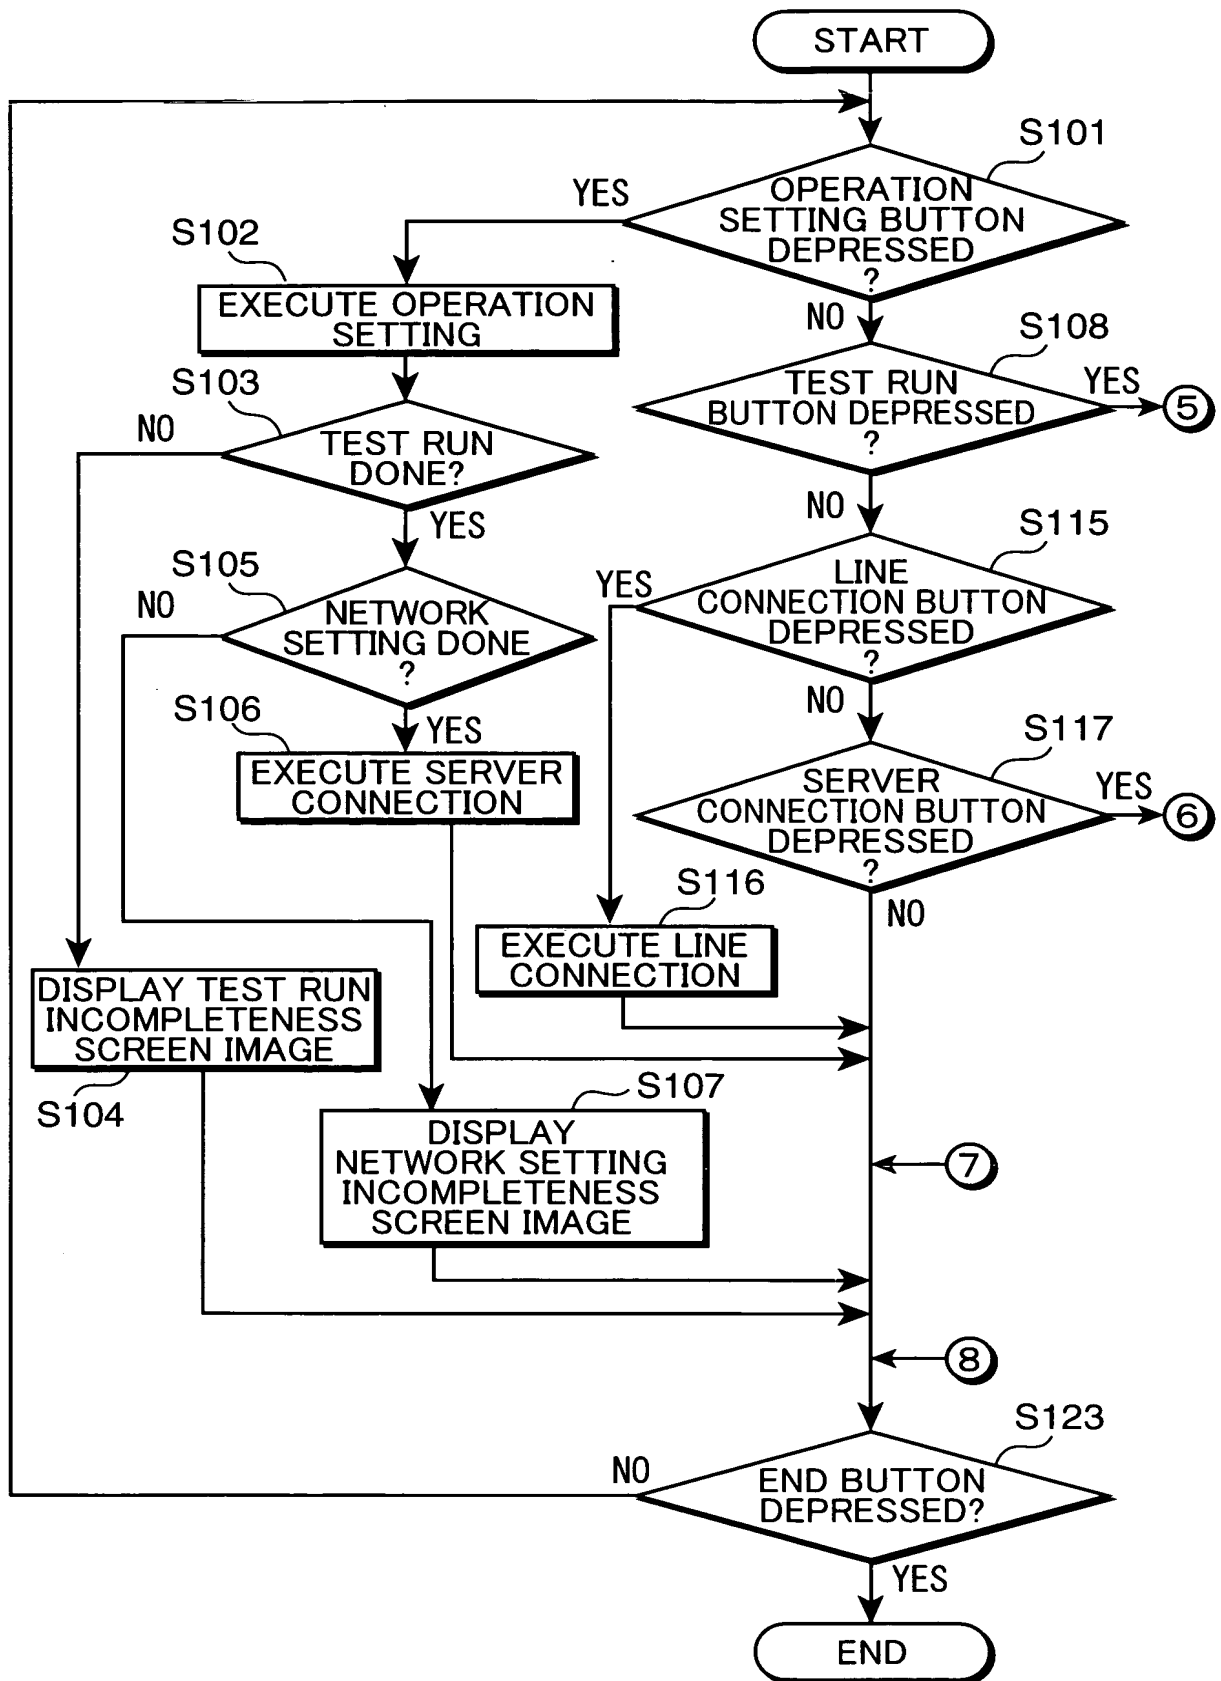 START
S101
OPERATION
SETTING BUTTON
DEPRESSED
?
YES
NO
S102
EXECUTE OPERATION
SETTING
S108
TEST RUN
BUTTON DEPRESSED
?
YES
5
NO
S103
TEST RUN
DONE?
NO
YES
S115
LINE
CONNECTION BUTTON
DEPRESSED
?
YES
NO
S105
NETWORK
SETTING DONE
?
NO
YES
S106
EXECUTE SERVER
CONNECTION
S117
SERVER
CONNECTION BUTTON
DEPRESSED
?
YES
6
NO
S116
EXECUTE LINE
CONNECTION
DISPLAY TEST RUN
INCOMPLETENESS
SCREEN IMAGE
S104
S107
DISPLAY
NETWORK SETTING
INCOMPLETENESS
SCREEN IMAGE
7
8
S123
END BUTTON
DEPRESSED?
NO
YES
END